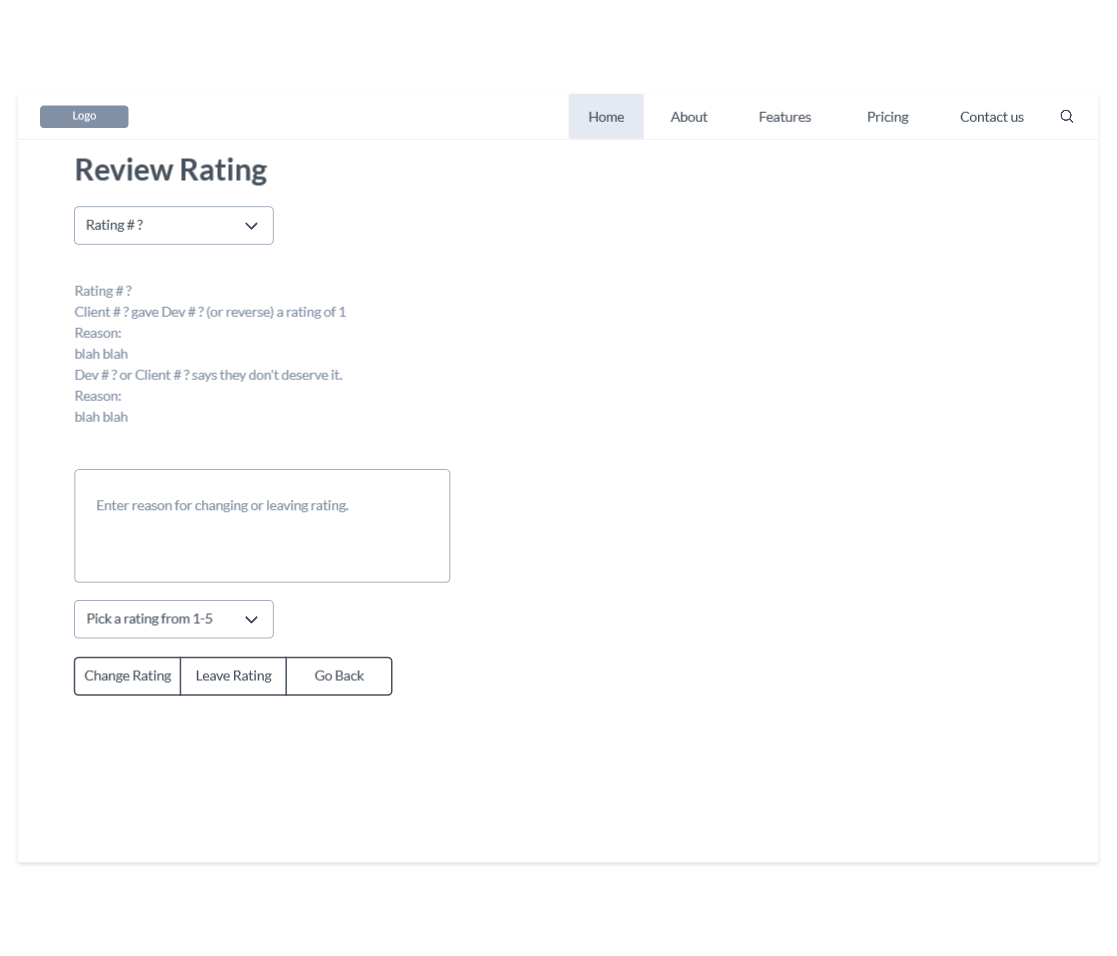 Logo
Home About Features Pricing Contact us
Review Rating
Rating # ?
Rating # ?
Client # ? gave Dev # ? (or reverse) a rating of 1
Reason:
blah blah
Dev # ? or Client # ? says they don't deserve it.
Reason:
blah blah
Enter reason for changing or leaving rating.
Pick a rating from 1-5
Change Rating Leave Rating Go Back